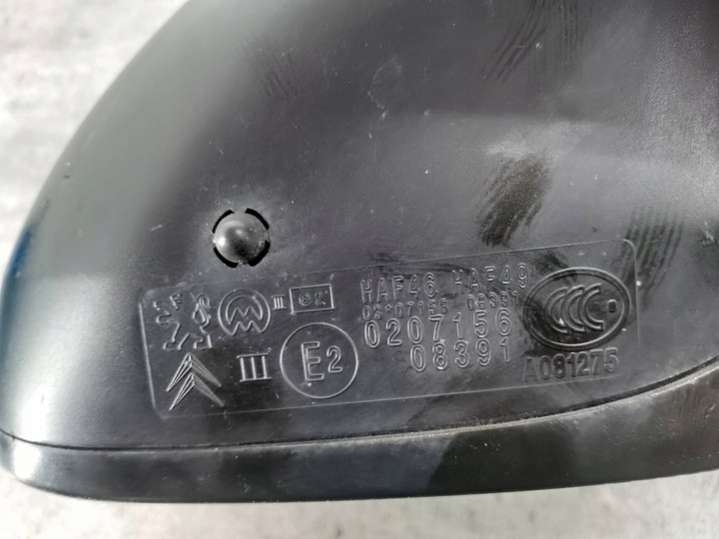 HAF46 HAF49
0207156
III E2 08391
A081275
CCC